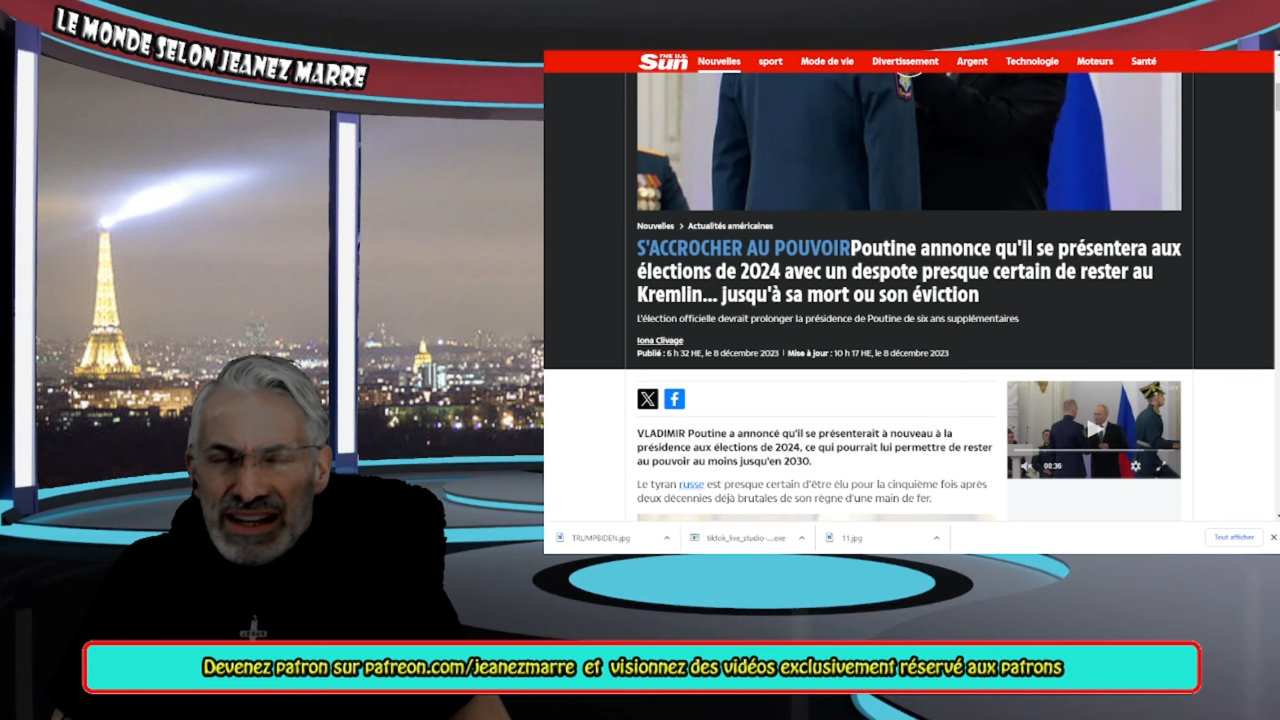 LE MONDE SELON JEANEZ MARRE
THE U.S. Sun
Nouvelles sport Mode de vie Divertissement Argent Technologie Moteurs Santé
Nouvelles > Actualités américaines
S'ACCROCHER AU POUVOIRPoutine annonce qu'il se présentera aux
élections de 2024 avec un despote presque certain de rester au
Kremlin... jusqu'à sa mort ou son éviction
L'élection officielle devrait prolonger la présidence de Poutine de six ans supplémentaires
Iona Clivage
Publié : 6 h 32 HE, le 8 décembre 2023 | Mise à jour : 10 h 17 HE, le 8 décembre 2023
VLADIMIR Poutine a annoncé qu'il se présenterait à nouveau à la
présidence aux élections de 2024, ce qui pourrait lui permettre de rester
au pouvoir au moins jusqu'en 2030.
Le tyran russe est presque certain d'être élu pour la cinquième fois après
deux décennies déjà brutales de son règne d'une main de fer.
00:36
TRUMPBIDEN.jpg tiktok_live_studio-...exe 11.jpg Tout afficher
Devenez patron sur patreon.com/jeanezmarre et visionnez des vidéos exclusivement réservé aux patrons